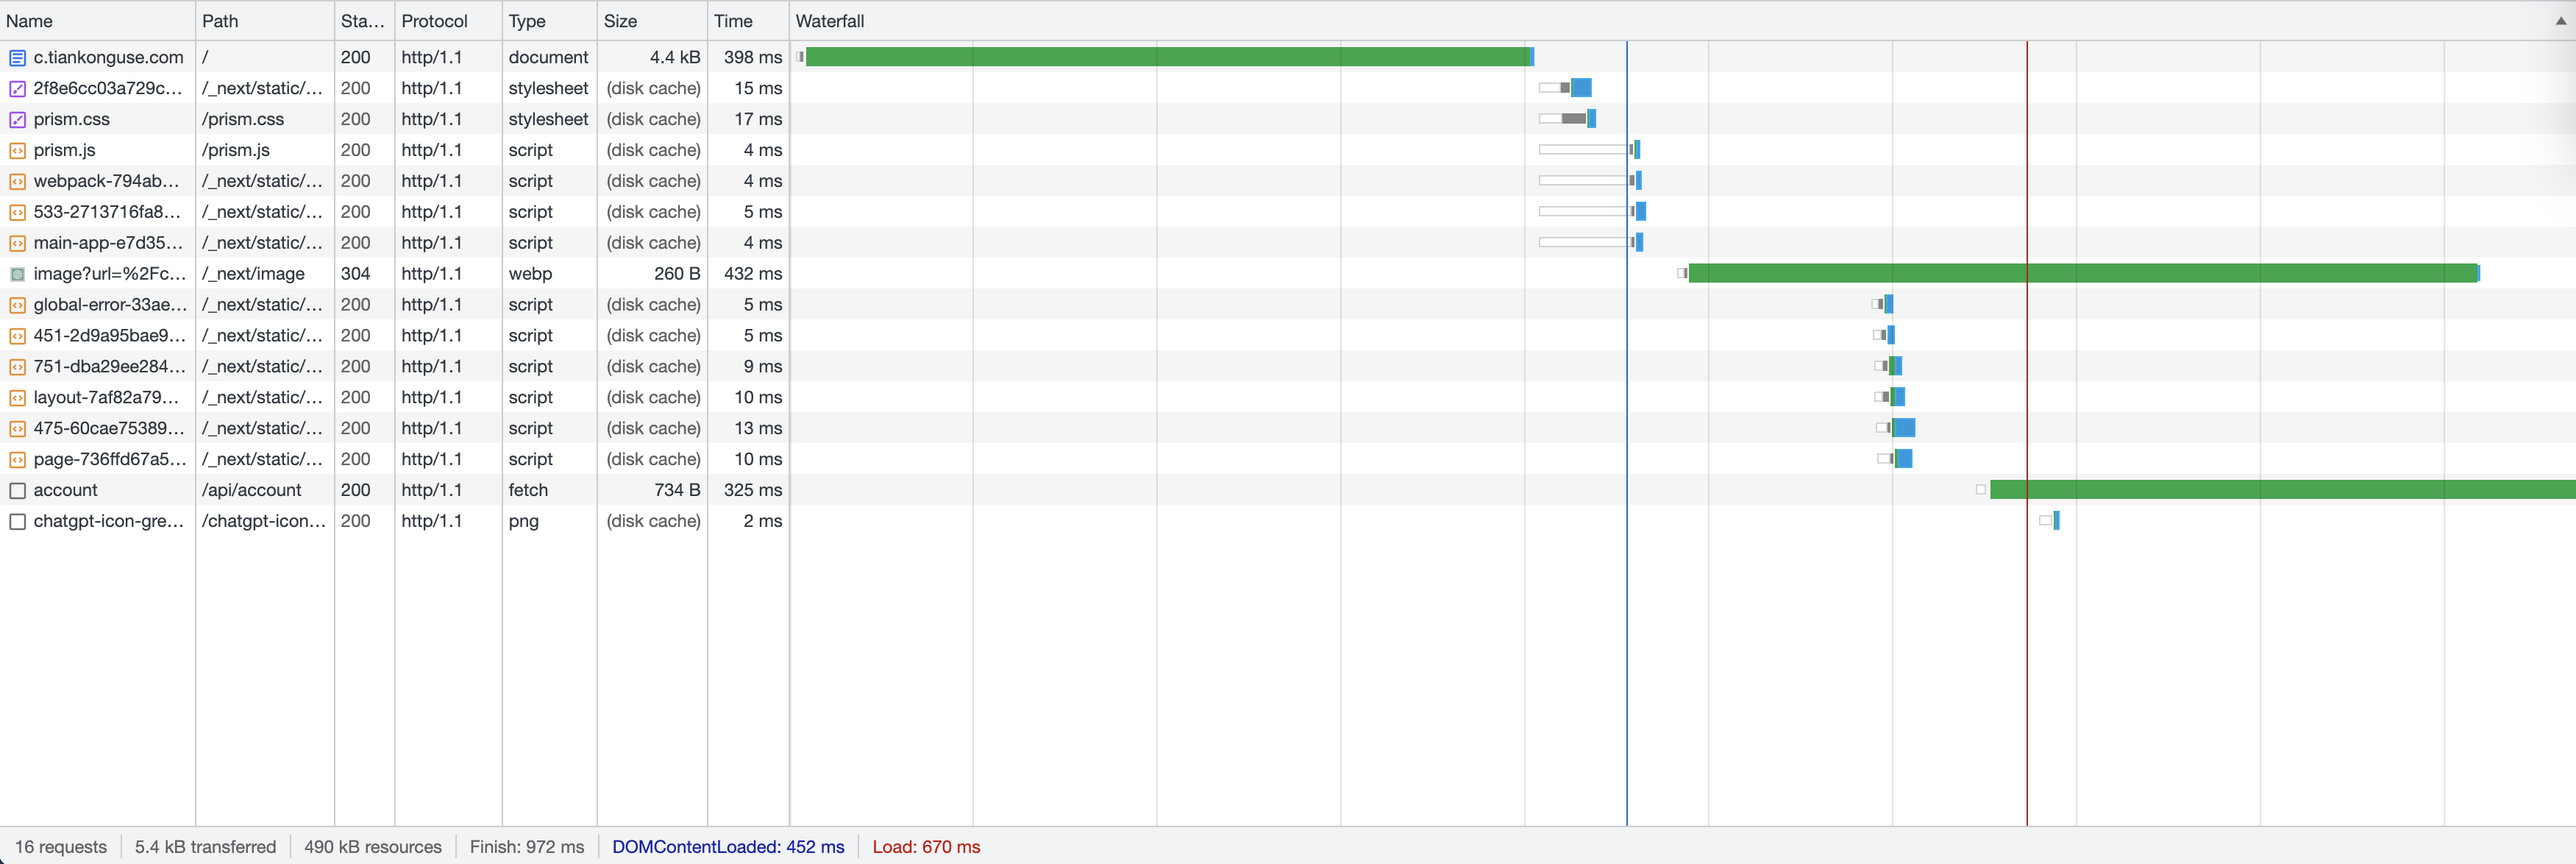 Name Path Sta... Protocol Type Size Time Waterfall
c.tiankonguse.com / 200 http/1.1 document 4.4 kB 398 ms
2f8e6cc03a729c... /_next/static/... 200 http/1.1 stylesheet (disk cache) 15 ms
prism.css /prism.css 200 http/1.1 stylesheet (disk cache) 17 ms
prism.js /prism.js 200 http/1.1 script (disk cache) 4 ms
webpack-794ab... /_next/static/... 200 http/1.1 script (disk cache) 4 ms
533-2713716fa8... /_next/static/... 200 http/1.1 script (disk cache) 5 ms
main-app-e7d35... /_next/static/... 200 http/1.1 script (disk cache) 4 ms
image?url=%2Fc... /_next/image 304 http/1.1 webp 260 B 432 ms
global-error-33ae... /_next/static/... 200 http/1.1 script (disk cache) 5 ms
451-2d9a95bae9... /_next/static/... 200 http/1.1 script (disk cache) 5 ms
751-dba29ee284... /_next/static/... 200 http/1.1 script (disk cache) 9 ms
layout-7af82a79... /_next/static/... 200 http/1.1 script (disk cache) 10 ms
475-60cae75389... /_next/static/... 200 http/1.1 script (disk cache) 13 ms
page-736ffd67a5... /_next/static/... 200 http/1.1 script (disk cache) 10 ms
account /api/account 200 http/1.1 fetch 734 B 325 ms
chatgpt-icon-gre... /chatgpt-icon... 200 http/1.1 png (disk cache) 2 ms
16 requests 5.4 kB transferred 490 kB resources Finish: 972 ms DOMContentLoaded: 452 ms Load: 670 ms